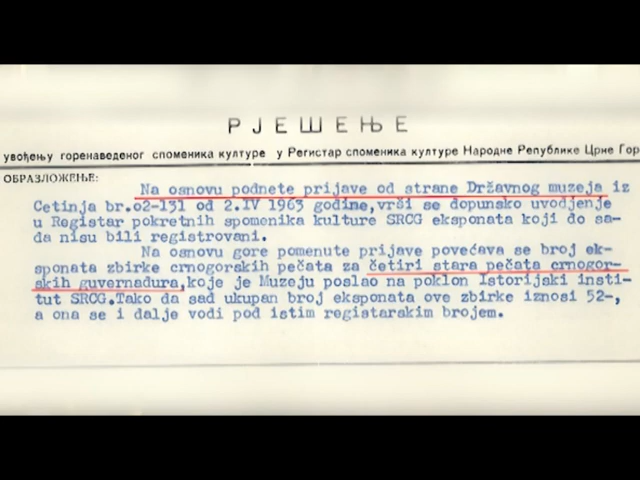 РЈЕШЕЊЕ
увођењу горенаведеног споменика културе у Регистар споменика културе Народне Републике Црне Гор
ОБРАЗЛОЖЕЊЕ:
Na osnovu podnete prijave od strane Državnog muzeja iz
Cetinja br.o2-131 od 2.IV 1963 godine,vrši se dopunsko uvodjenje
u Registar pokretnih spomenika kulture SRCG eksponata koji do sa-
da nisu bili registrovani.
Na osnovu gore pomenute prijave povećava se broj ek-
sponata zbirke crnogorskih pečata za četiri stara pečata crnogor-
skih guvernadura,koje je Muzeju poslao na poklon Istorijski insti-
tut SRCG.Tako da sad ukupan broj eksponata ove zbirke iznosi 52-,
a ona se i dalje vodi pod istim registarskim brojem.